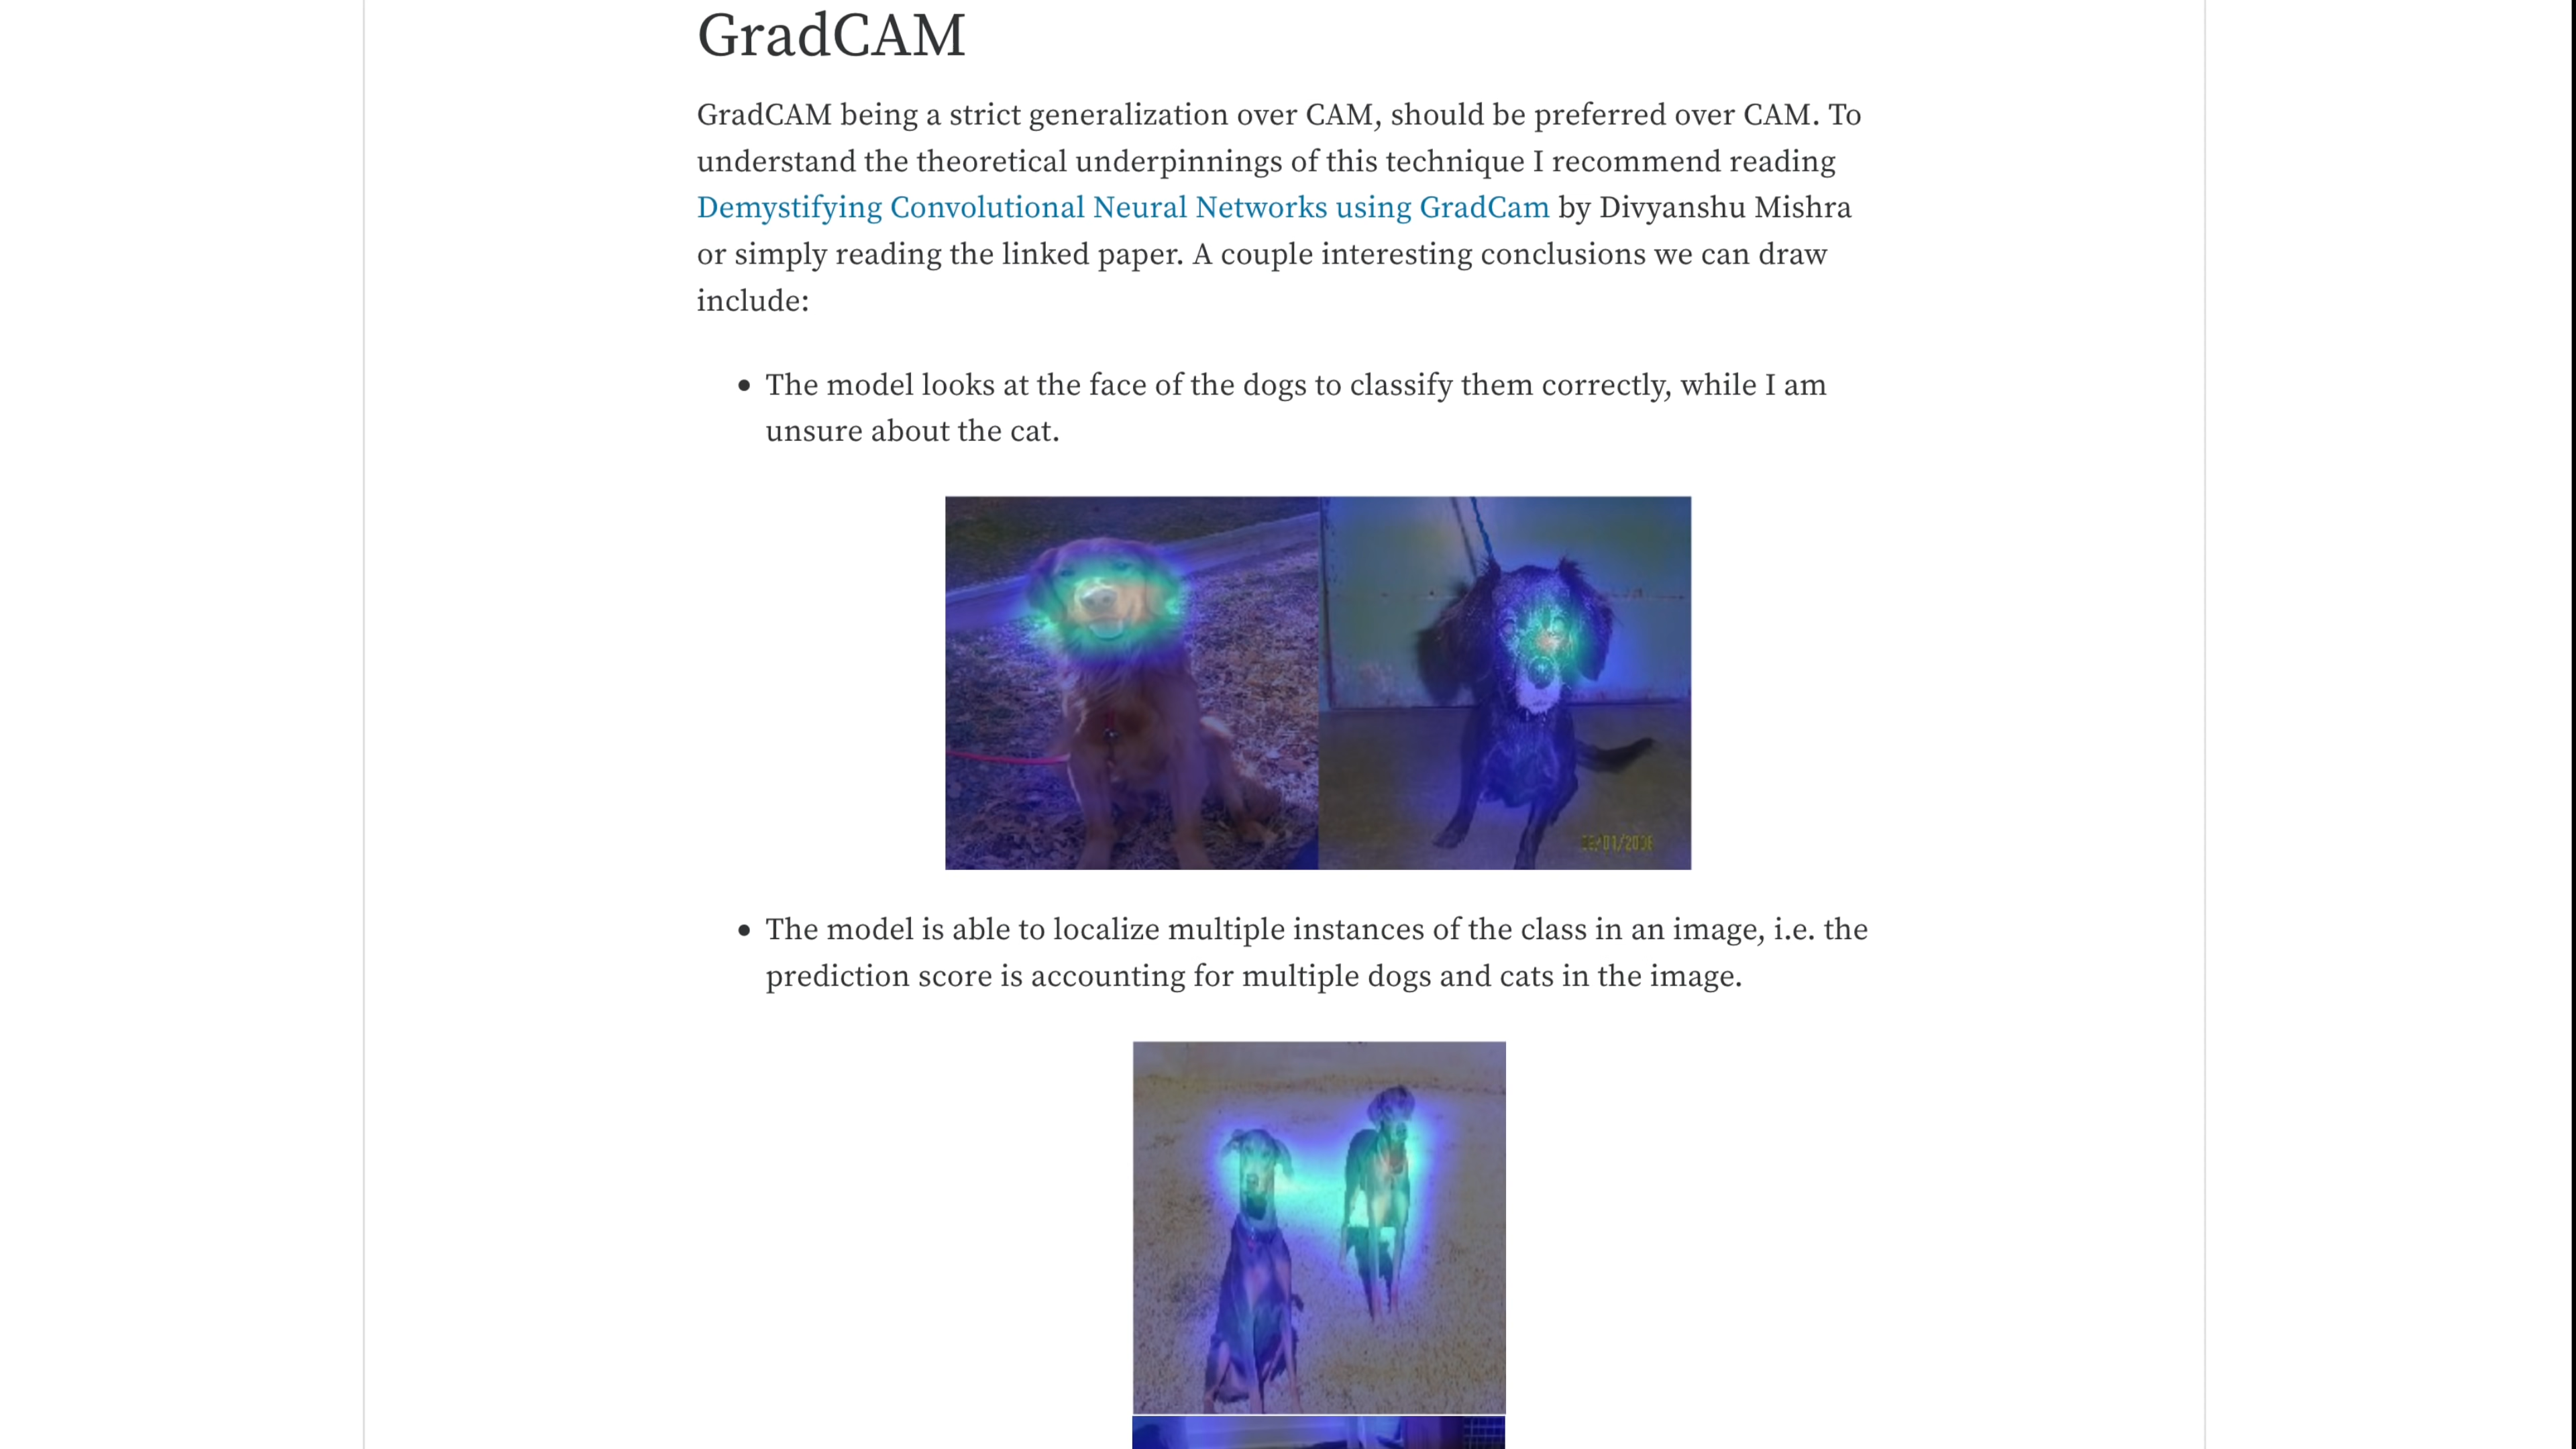 GradCAM
GradCAM being a strict generalization over CAM, should be preferred over CAM. To
understand the theoretical underpinnings of this technique I recommend reading
Demystifying Convolutional Neural Networks using GradCam by Divyanshu Mishra
or simply reading the linked paper. A couple interesting conclusions we can draw
include:
• The model looks at the face of the dogs to classify them correctly, while I am
unsure about the cat.
• The model is able to localize multiple instances of the class in an image, i.e. the
prediction score is accounting for multiple dogs and cats in the image.